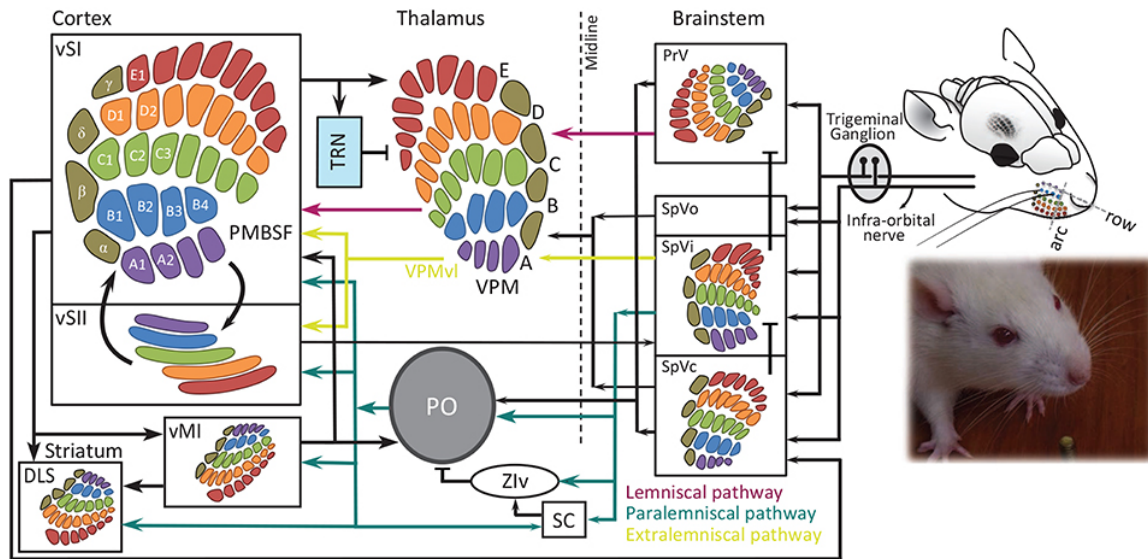 Cortex
Thalamus
Brainstem
Midline
vSI
γ
E1
δ
D1
D2
C1
C2
C3
β
B1
B2
B3
B4
α
A1
A2
PMBSF
vSII
TRN
E
D
C
B
A
VPM
VPMvl
PrV
SpVo
SpVi
SpVc
Trigeminal
Ganglion
Infra-orbital
nerve
row
arc
PO
vMI
Striatum
DLS
ZIv
SC
Lemniscal pathway
Paralemniscal pathway
Extralemniscal pathway